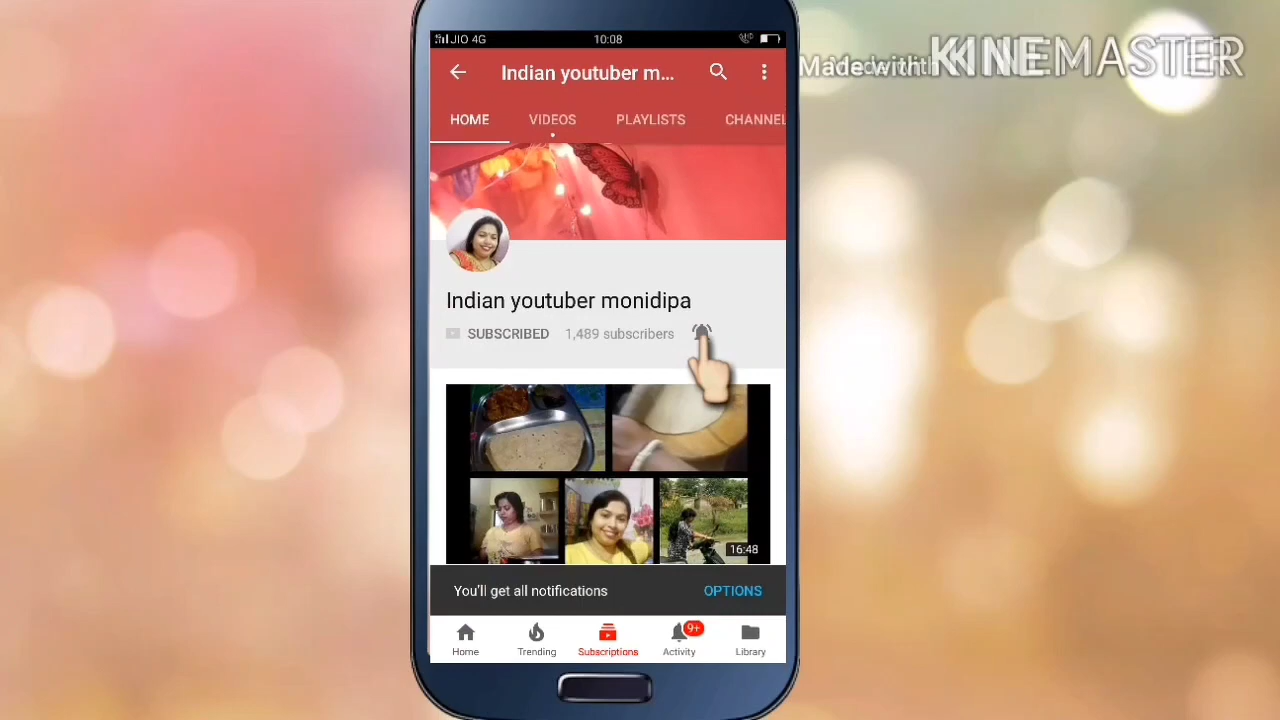 JIO 4G 10:08
Indian youtuber m...
Made with KINEMASTER
HOME VIDEOS PLAYLISTS CHANNEL
Indian youtuber monidipa
SUBSCRIBED 1,489 subscribers
16:48
You'll get all notifications OPTIONS
9+
Home Trending Subscriptions Activity Library